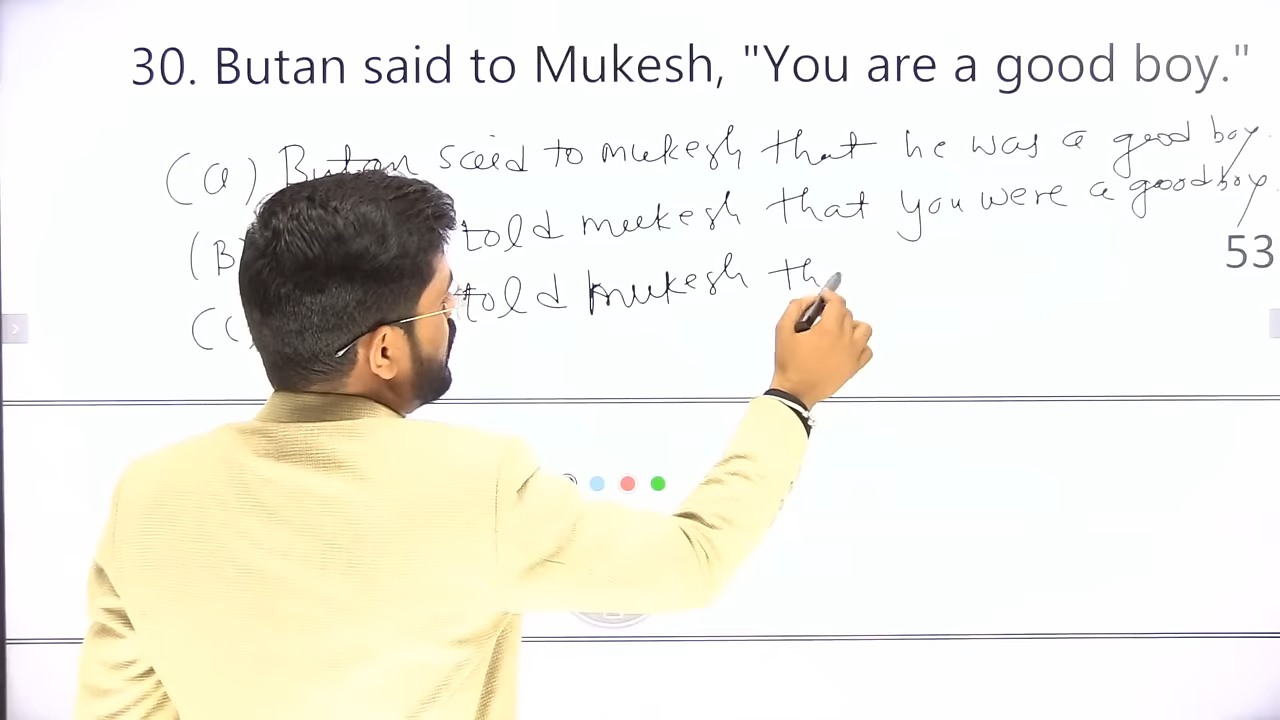 30. Butan said to Mukesh, "You are a good boy."
(a) Butan said to mukesh that he was a good boy.
(B told mukesh that you were a good boy
53
(C told Mukesh th